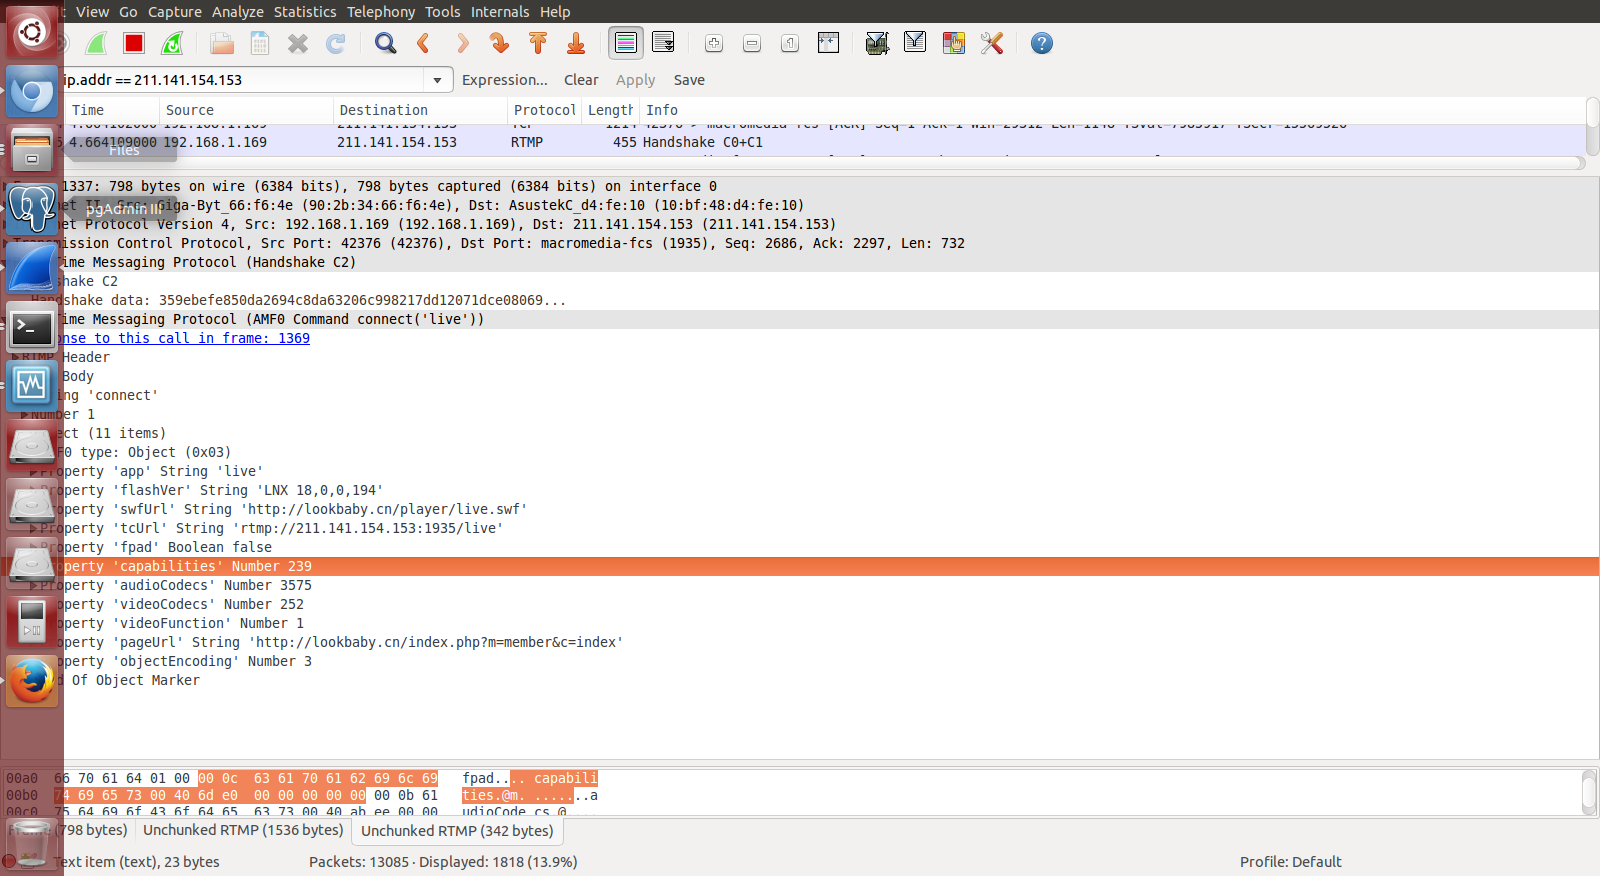 View Go Capture Analyze Statistics Telephony Tools Internals Help
ip.addr == 211.141.154.153 Expression... Clear Apply Save
Time Source Destination Protocol Length Info
4.664109000 192.168.1.169 211.141.154.153 RTMP 455 Handshake C0+C1
Files
1337: 798 bytes on wire (6384 bits), 798 bytes captured (6384 bits) on interface 0
net II, Src: Giga-Byt_66:f6:4e (90:2b:34:66:f6:4e), Dst: AsustekC_d4:fe:10 (10:bf:48:d4:fe:10)
pgAdmin III
net Protocol Version 4, Src: 192.168.1.169 (192.168.1.169), Dst: 211.141.154.153 (211.141.154.153)
Transmission Control Protocol, Src Port: 42376 (42376), Dst Port: macromedia-fcs (1935), Seq: 2686, Ack: 2297, Len: 732
Time Messaging Protocol (Handshake C2)
shake C2
Handshake data: 359ebefe850da2694c8da63206c998217dd12071dce08069...
Time Messaging Protocol (AMF0 Command connect('live'))
onse to this call in frame: 1369
RTMP Header
Body
ing 'connect'
Number 1
ect (11 items)
F0 type: Object (0x03)
Property 'app' String 'live'
Property 'flashVer' String 'LNX 18,0,0,194'
Property 'swfUrl' String 'http://lookbaby.cn/player/live.swf'
Property 'tcUrl' String 'rtmp://211.141.154.153:1935/live'
Property 'fpad' Boolean false
operty 'capabilities' Number 239
Property 'audioCodecs' Number 3575
operty 'videoCodecs' Number 252
operty 'videoFunction' Number 1
operty 'pageUrl' String 'http://lookbaby.cn/index.php?m=member&c=index'
operty 'objectEncoding' Number 3
d Of Object Marker
00a0 66 70 61 64 01 00 00 0c 63 61 70 61 62 69 6c 69 fpad.... capabili
00b0 74 69 65 73 00 40 6d e0 00 00 00 00 00 00 0b 61 ties.@m. .......a
00c0 75 64 69 6f 43 6f 64 65 63 73 00 40 ab ee 00 00 udioCode cs.@....
Frame (798 bytes) Unchunked RTMP (1536 bytes) Unchunked RTMP (342 bytes)
Text item (text), 23 bytes Packets: 13085 · Displayed: 1818 (13.9%) Profile: Default